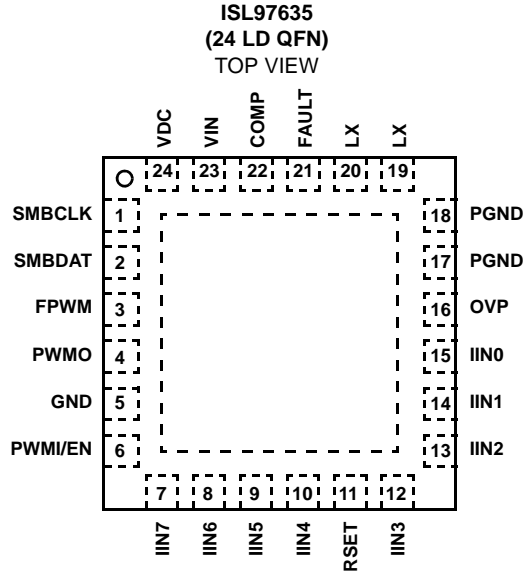 ISL97635
(24 LD QFN)
TOP VIEW
VDC
VIN
COMP
FAULT
LX
LX
24
23
22
21
20
19
SMBCLK 1
SMBDAT 2
FPWM 3
PWMO 4
GND 5
PWMI/EN 6
18 PGND
17 PGND
16 OVP
15 IIN0
14 IIN1
13 IIN2
7
8
9
10
11
12
IIN7
IIN6
IIN5
IIN4
RSET
IIN3